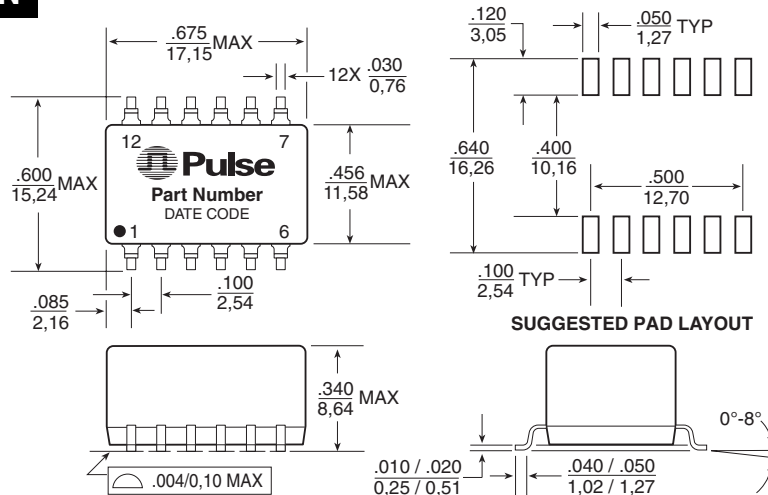 N
.675
17,15 MAX
12X .030
0,76
.600
15,24 MAX
12
7
Pulse
Part Number
DATE CODE
1
6
.456
11,58 MAX
.085
2,16
.100
2,54
.120
3,05
.050
1,27 TYP
.640
16,26
.400
10,16
.500
12,70
.100
2,54 TYP
SUGGESTED PAD LAYOUT
.340
8,64 MAX
.004/0,10 MAX
0°-8°
.010 / .020
0,25 / 0,51
.040 / .050
1,02 / 1,27